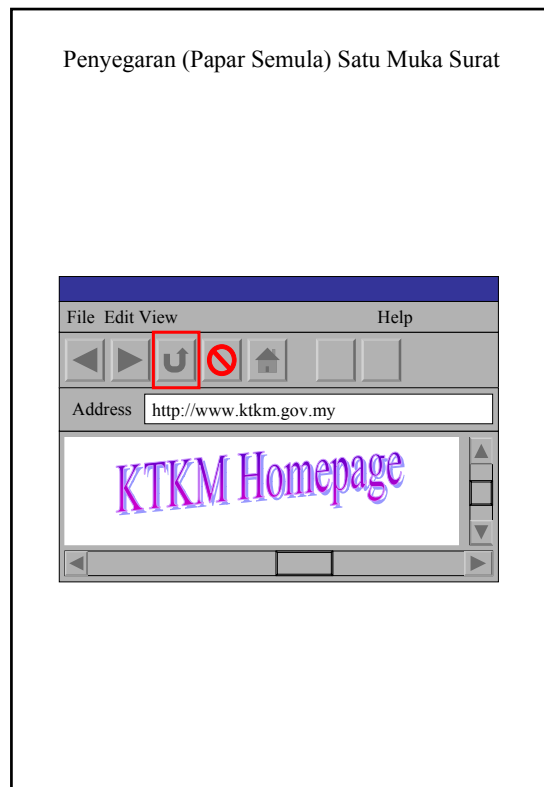 Penyegaran (Papar Semula) Satu Muka Surat
File Edit View Help
Address http://www.ktkm.gov.my
KTKM Homepage